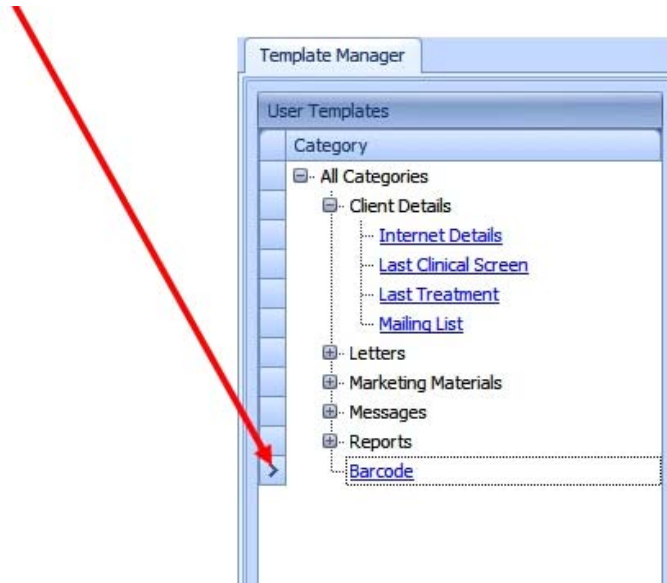 Template Manager
User Templates
Category
All Categories
Client Details
Internet Details
Last Clinical Screen
Last Treatment
Mailing List
Letters
Marketing Materials
Messages
Reports
Barcode